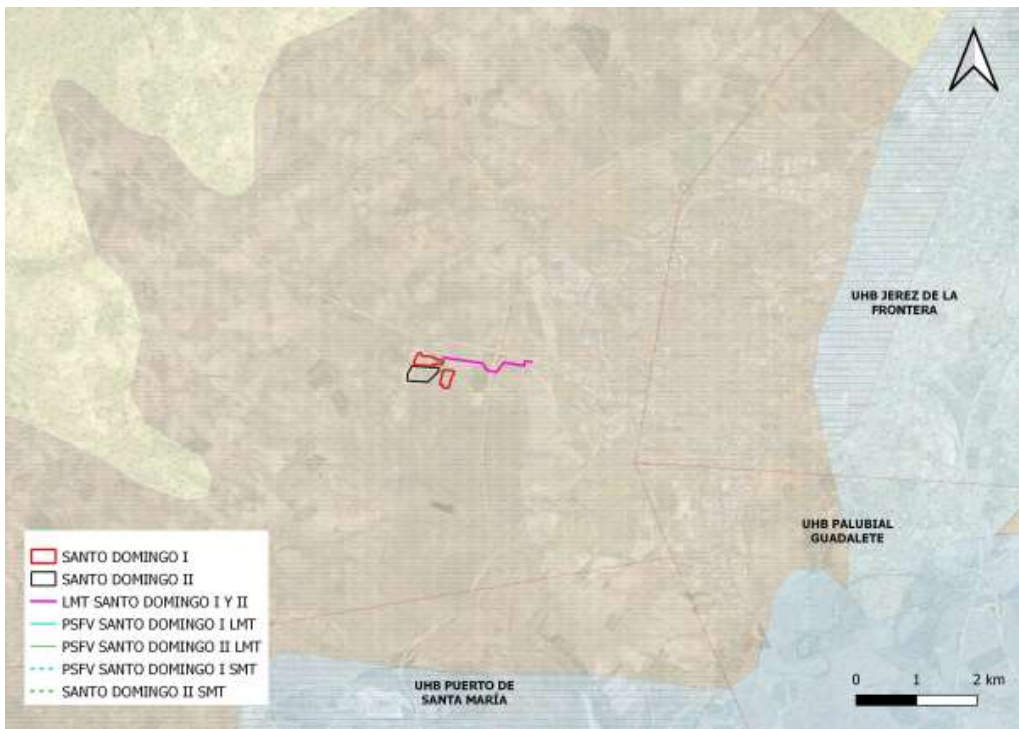 UHB JEREZ DE LA
FRONTERA
UHB PALUBIAL
GUADALETE
SANTO DOMINGO I
SANTO DOMINGO II
LMT SANTO DOMINGO I Y II
PSFV SANTO DOMINGO I LMT
PSFV SANTO DOMINGO II LMT
PSFV SANTO DOMINGO I SMT
SANTO DOMINGO II SMT
UHB PUERTO DE
SANTA MARÍA
0 1 2 km